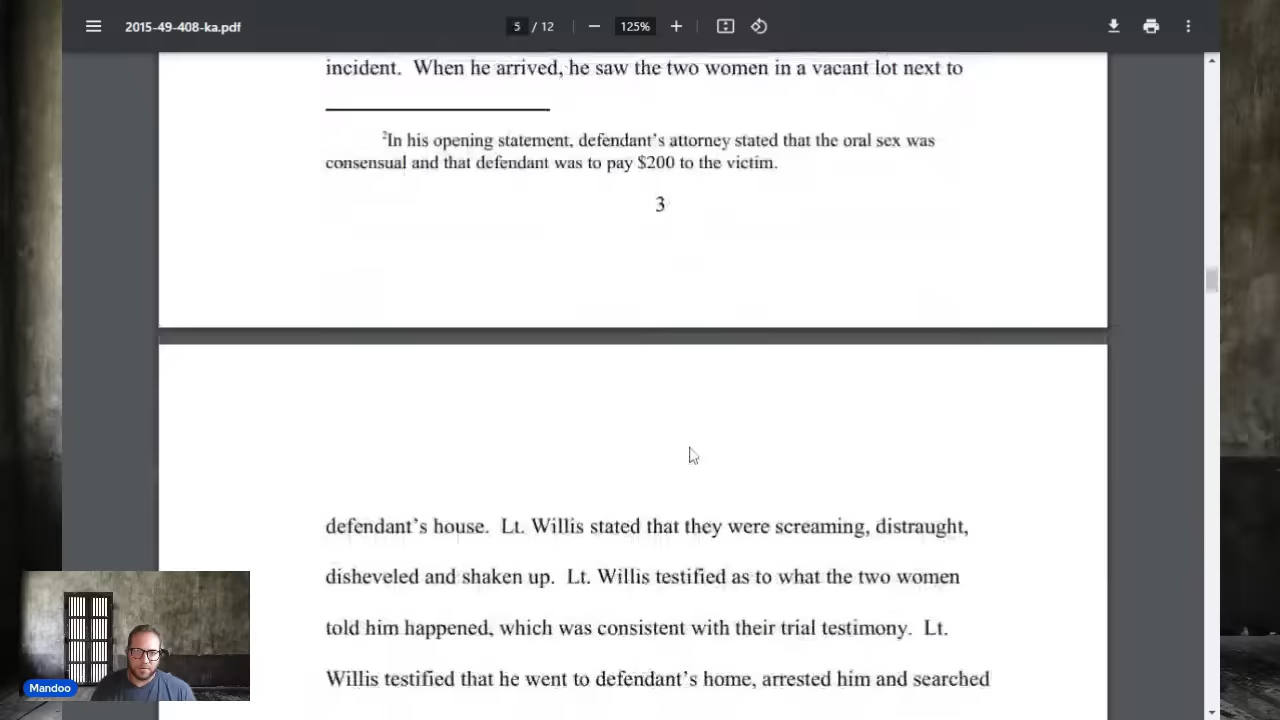 2015-49-408-ka.pdf
5 / 12
125%
incident. When he arrived, he saw the two women in a vacant lot next to
2In his opening statement, defendant's attorney stated that the oral sex was
consensual and that defendant was to pay $200 to the victim.
3
defendant's house. Lt. Willis stated that they were screaming, distraught,
disheveled and shaken up. Lt. Willis testified as to what the two women
told him happened, which was consistent with their trial testimony. Lt.
Willis testified that he went to defendant's home, arrested him and searched
Mandoo